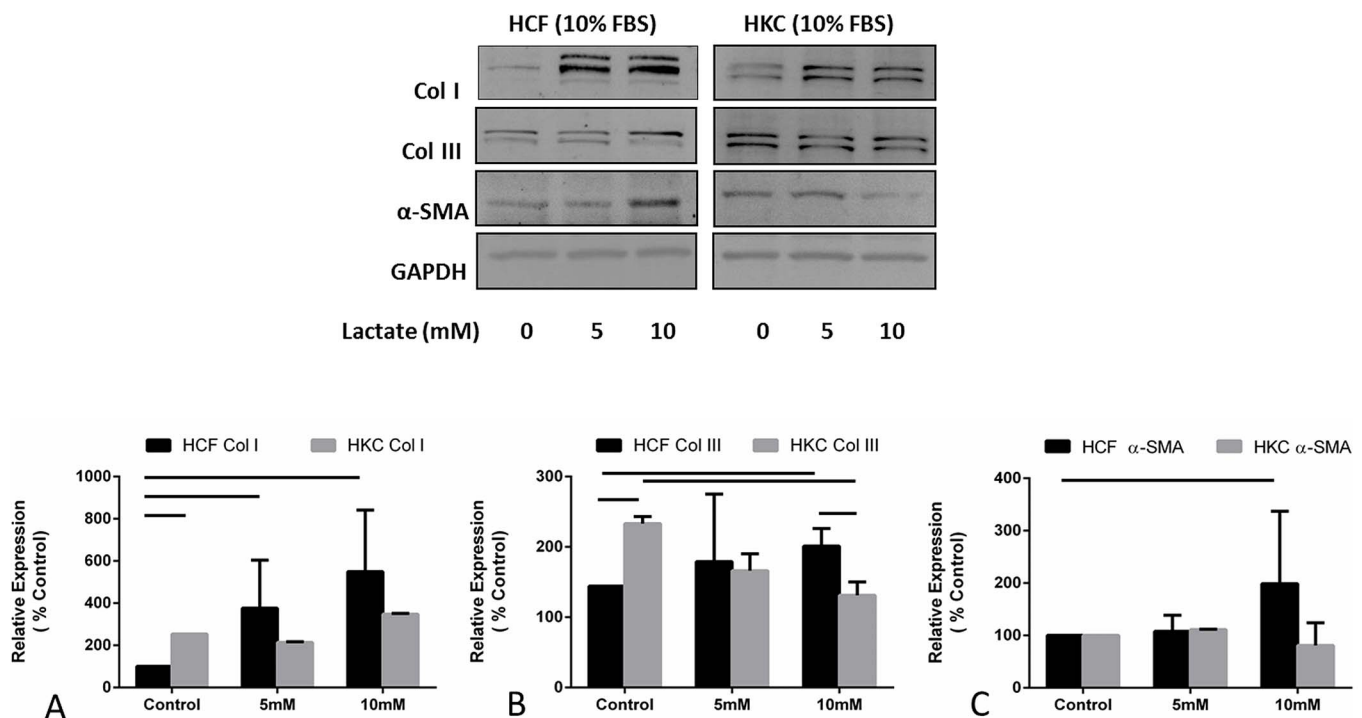 HCF (10% FBS) HKC (10% FBS)
Col I
Col III
α-SMA
GAPDH
Lactate (mM) 0 5 10 0 5 10
HCF Col I HKC Col I
Relative Expression
( % Control)
1000
800
600
400
200
0
Control 5mM 10mM
A
HCF Col III HKC Col III
Relative Expression
( % Control)
300
200
100
0
Control 5mM 10mM
B
HCF α-SMA HKC α-SMA
Relative Expression
( % Control)
400
300
200
100
0
Control 5mM 10mM
C